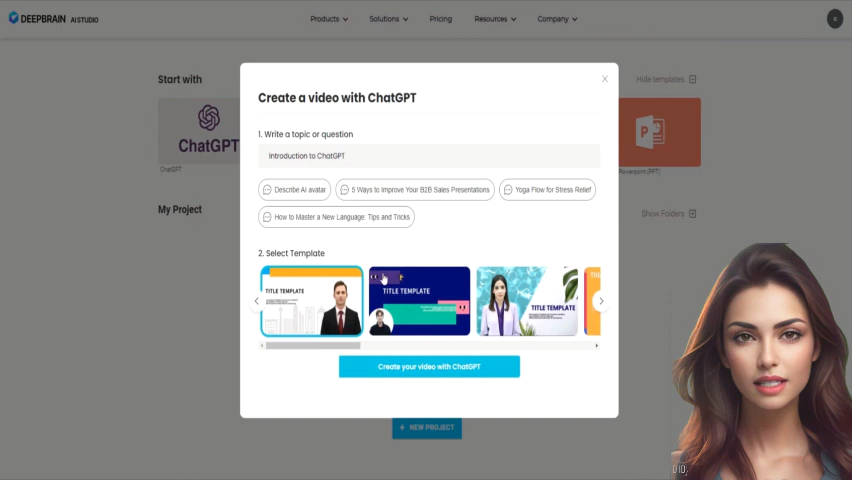 DEEPBRAIN AI STUDIO
Products Solutions Pricing Resources Company
Start with
Hide templates
ChatGPT
ChatGPT
Powerpoint (PPT)
My Project
Show Folders
Create a video with ChatGPT
X
1. Write a topic or question
Introduction to ChatGPT
Describe AI avatar
5 Ways to Improve Your B2B Sales Presentations
Yoga Flow for Stress Relief
How to Master a New Language: Tips and Tricks
2. Select Template
TITLE TEMPLATE
TITLE TEMPLATE
TITLE TEMPLATE
Create your video with ChatGPT
+ NEW PROJECT